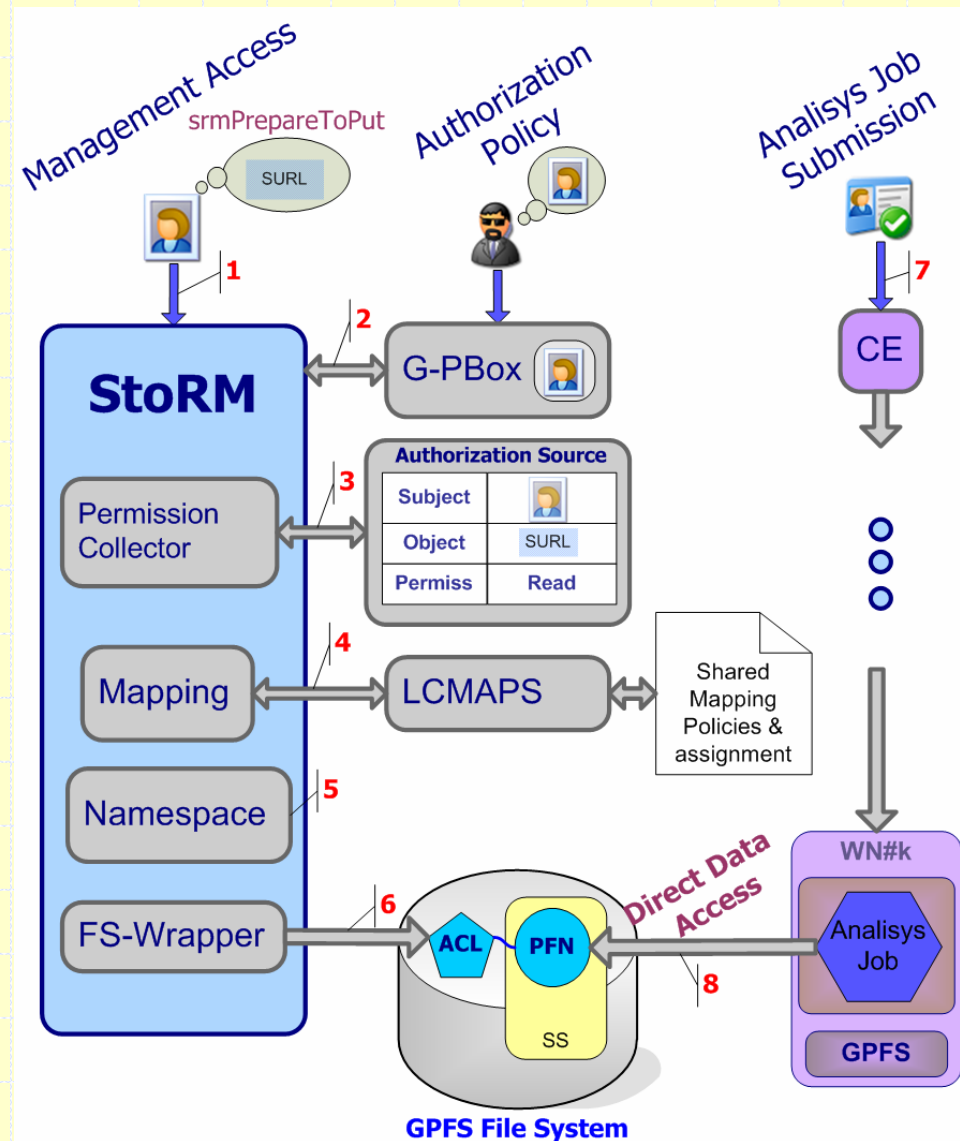 Management Access
srmPrepareToPut
SURL
Authorization
Policy
Analisys Job
Submission
1
2
7
StoRM
G-PBox
CE
Authorization Source
Subject
Object
SURL
Permiss
Read
3
Permission
Collector
4
Mapping
LCMAPS
Shared
Mapping
Policies &
assignment
5
Namespace
6
FS-Wrapper
ACL
PFN
SS
Direct Data
Access
8
WN#k
Analisys
Job
GPFS
GPFS File System